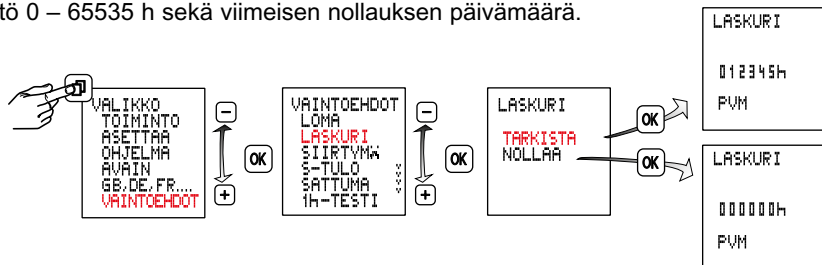 tö 0 – 65535 h sekä viimeisen nollauksen päivämäärä.
VALIKKO
TOIMINTO
ASETTAA
OHJELMA
AVAIN
GB,DE,FR....
VAINTOEHDOT
−
OK
+
VAINTOEHDOT
LOMA
LASKURI
SIIRTYMÄ
S-TULO
SATTUMA
1h-TESTI
−
OK
+
LASKURI
TARKISTA
NOLLAA
OK
OK
LASKURI
012345h
PVM
LASKURI
000000h
PVM